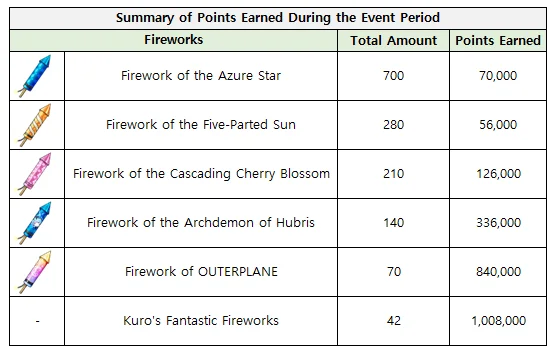 Summary of Points Earned During the Event Period
Fireworks Total Amount Points Earned
Firework of the Azure Star 700 70,000
Firework of the Five-Parted Sun 280 56,000
Firework of the Cascading Cherry Blossom 210 126,000
Firework of the Archdemon of Hubris 140 336,000
Firework of OUTERPLANE 70 840,000
- Kuro's Fantastic Fireworks 42 1,008,000